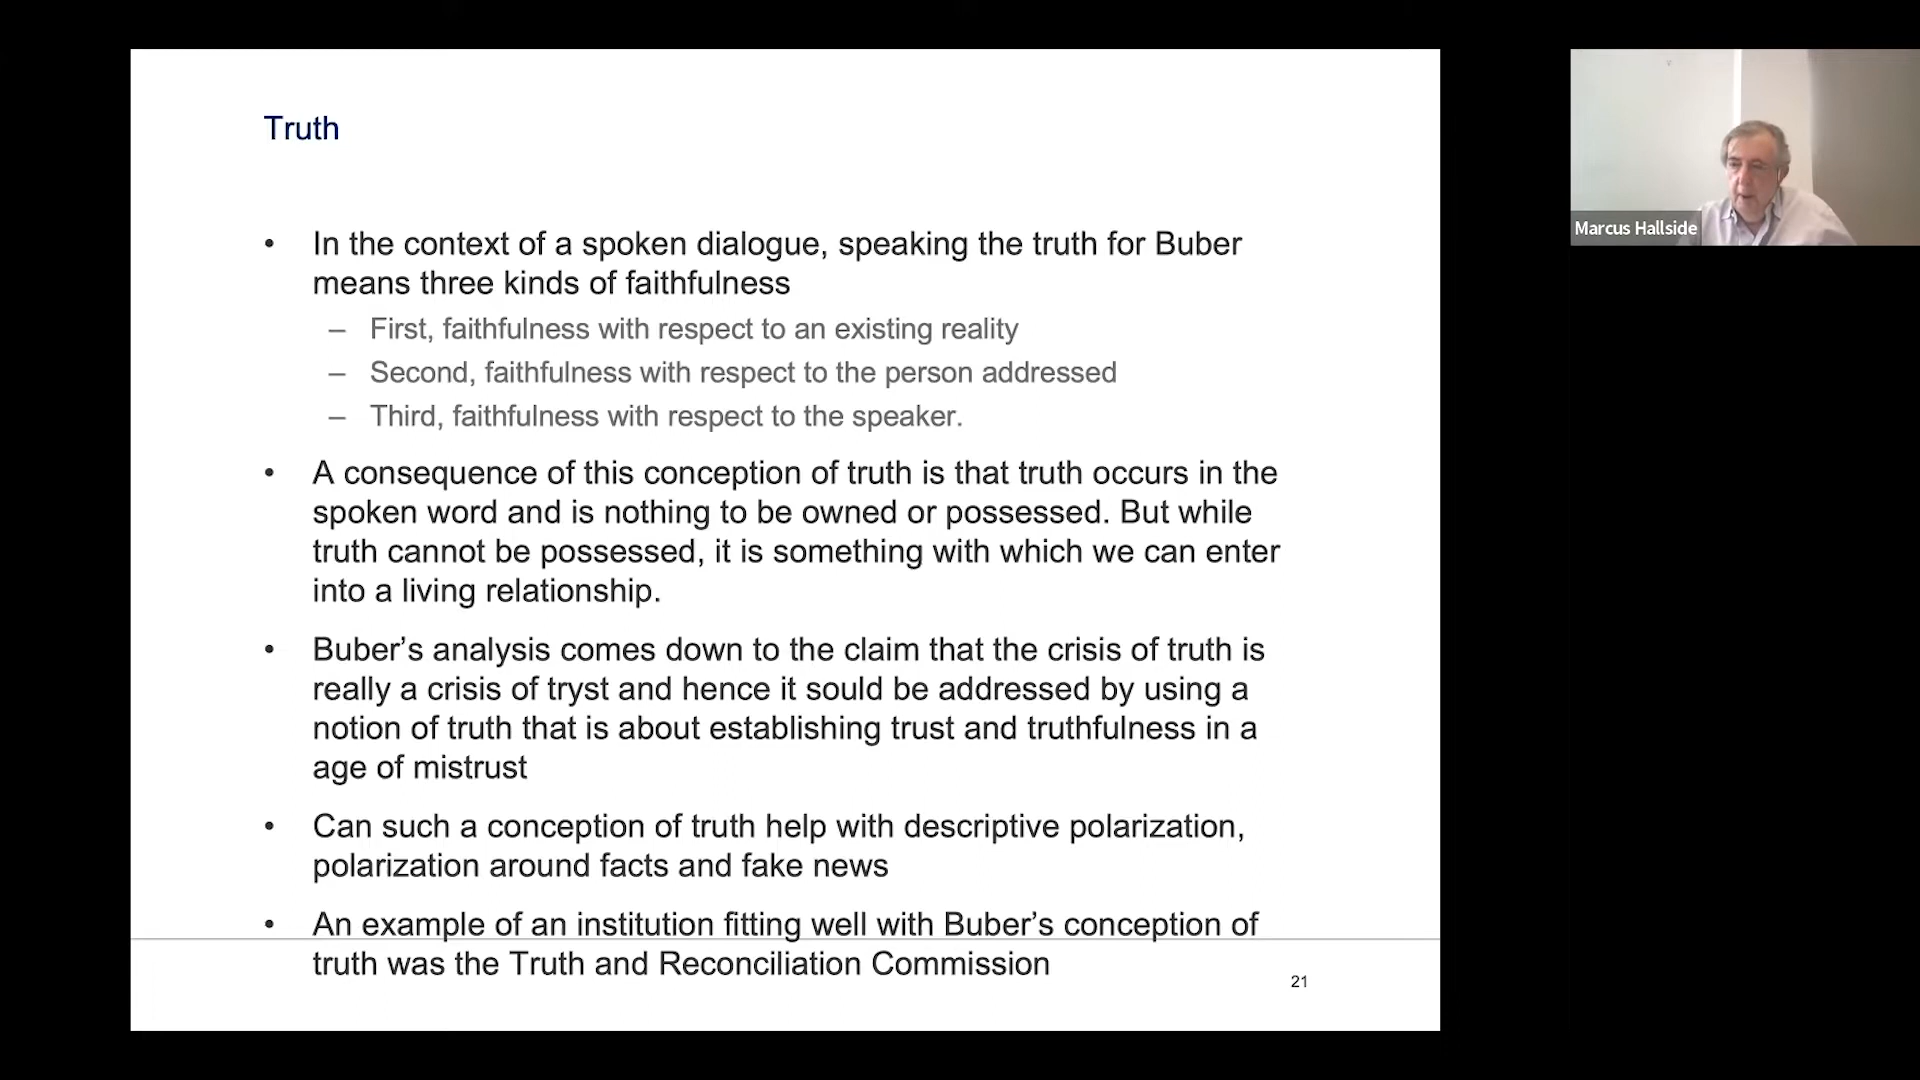 Truth
• In the context of a spoken dialogue, speaking the truth for Buber
means three kinds of faithfulness
– First, faithfulness with respect to an existing reality
– Second, faithfulness with respect to the person addressed
– Third, faithfulness with respect to the speaker.
• A consequence of this conception of truth is that truth occurs in the
spoken word and is nothing to be owned or possessed. But while
truth cannot be possessed, it is something with which we can enter
into a living relationship.
• Buber’s analysis comes down to the claim that the crisis of truth is
really a crisis of tryst and hence it sould be addressed by using a
notion of truth that is about establishing trust and truthfulness in a
age of mistrust
• Can such a conception of truth help with descriptive polarization,
polarization around facts and fake news
• An example of an institution fitting well with Buber’s conception of
truth was the Truth and Reconciliation Commission
21
Marcus Hallside